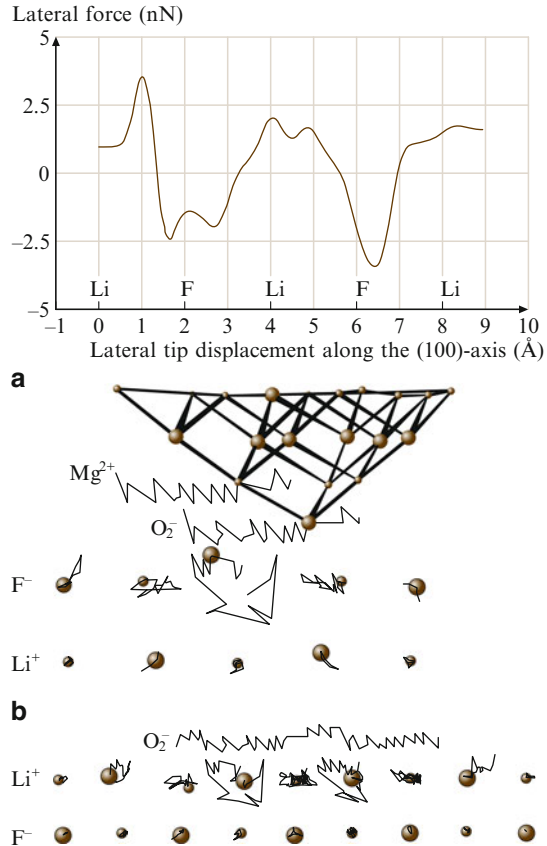 Lateral force (nN)
5
2.5
0
−2.5
−5
Li F Li F Li
−1 0 1 2 3 4 5 6 7 8 9 10
Lateral tip displacement along the (100)-axis (Å)
a
Mg²⁺
O₂⁻
F⁻
Li⁺
b
O₂⁻
Li⁺
F⁻